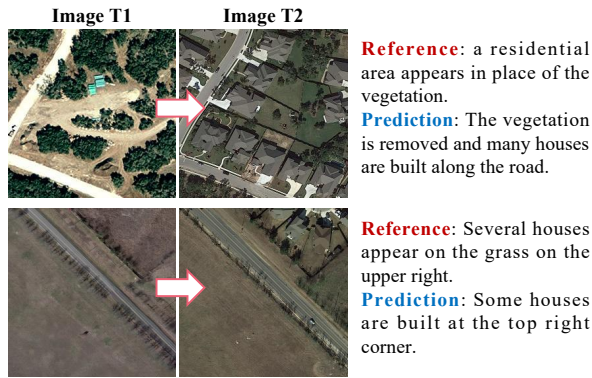 Image T1 Image T2
Reference: a residential
area appears in place of the
vegetation.
Prediction: The vegetation
is removed and many houses
are built along the road.
Reference: Several houses
appear on the grass on the
upper right.
Prediction: Some houses
are built at the top right
corner.